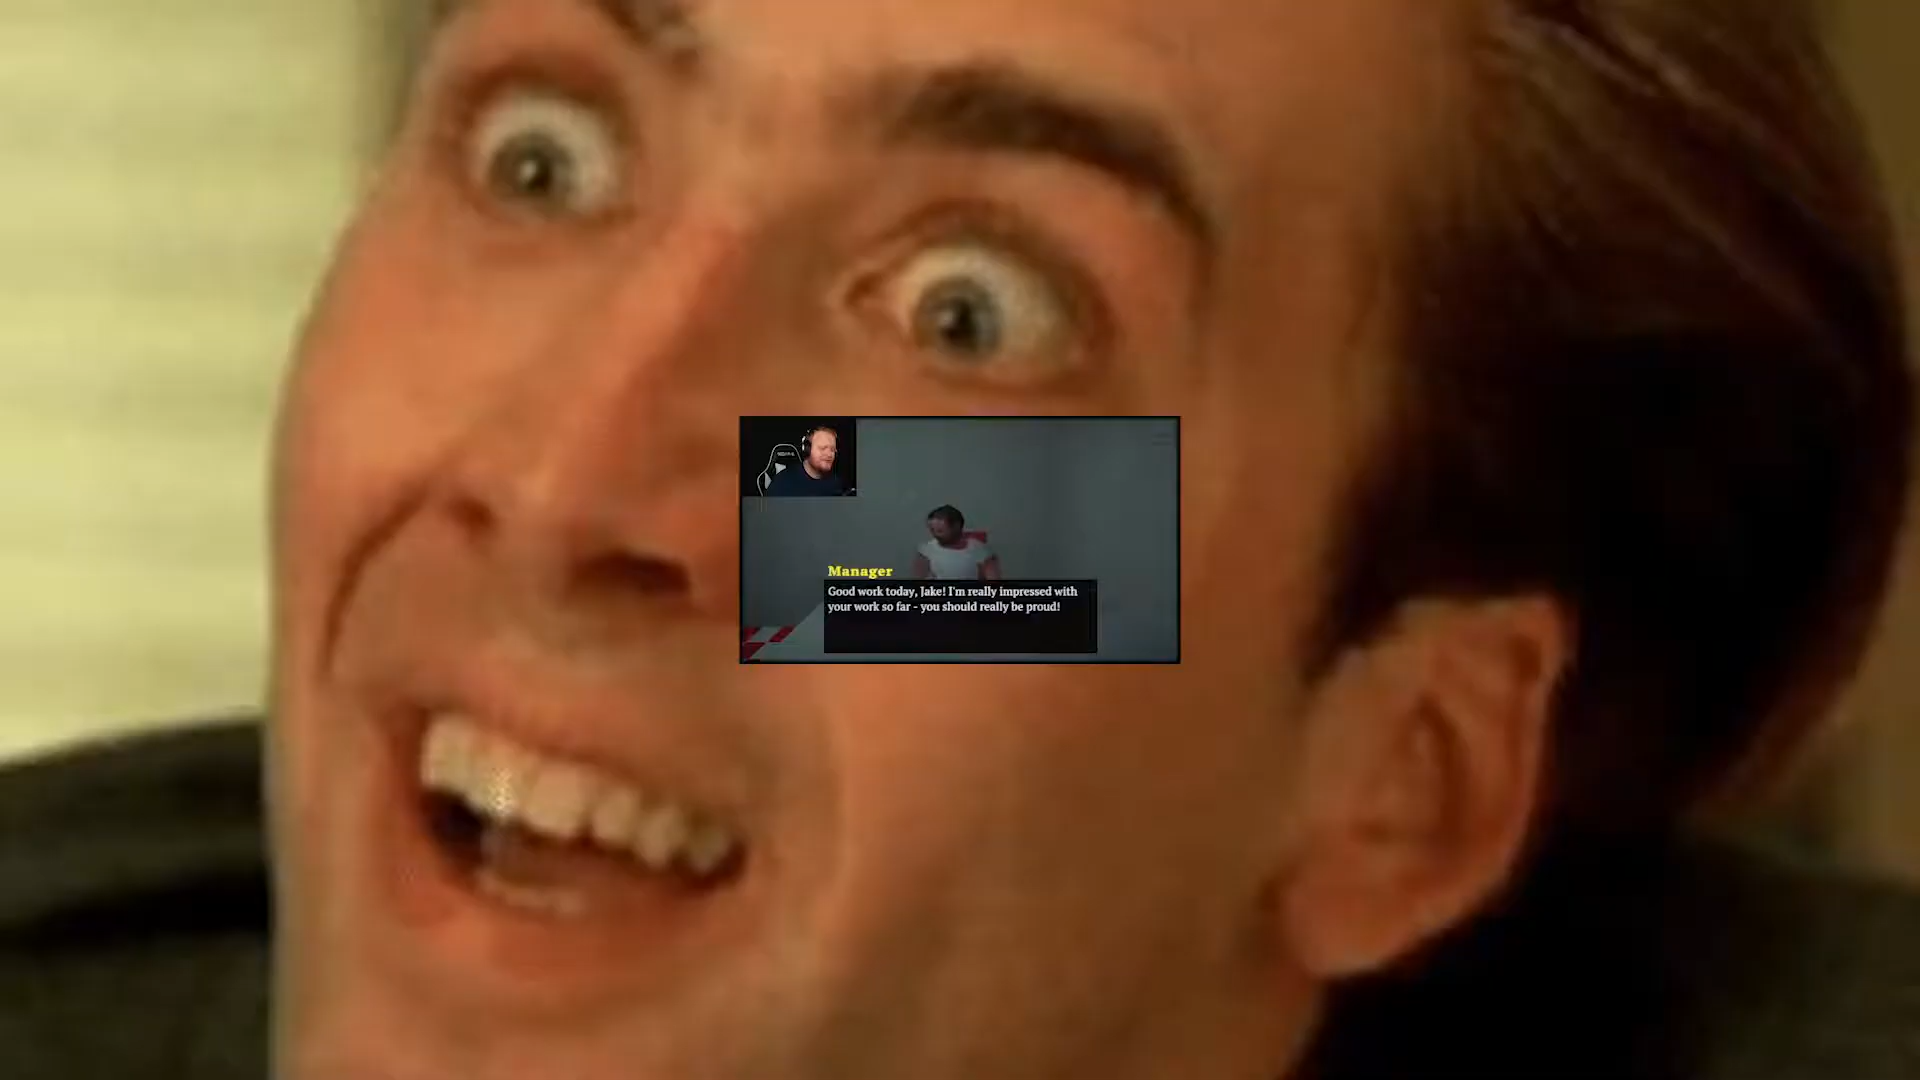 Manager
Good work today, Jake! I'm really impressed with
your work so far - you should really be proud!